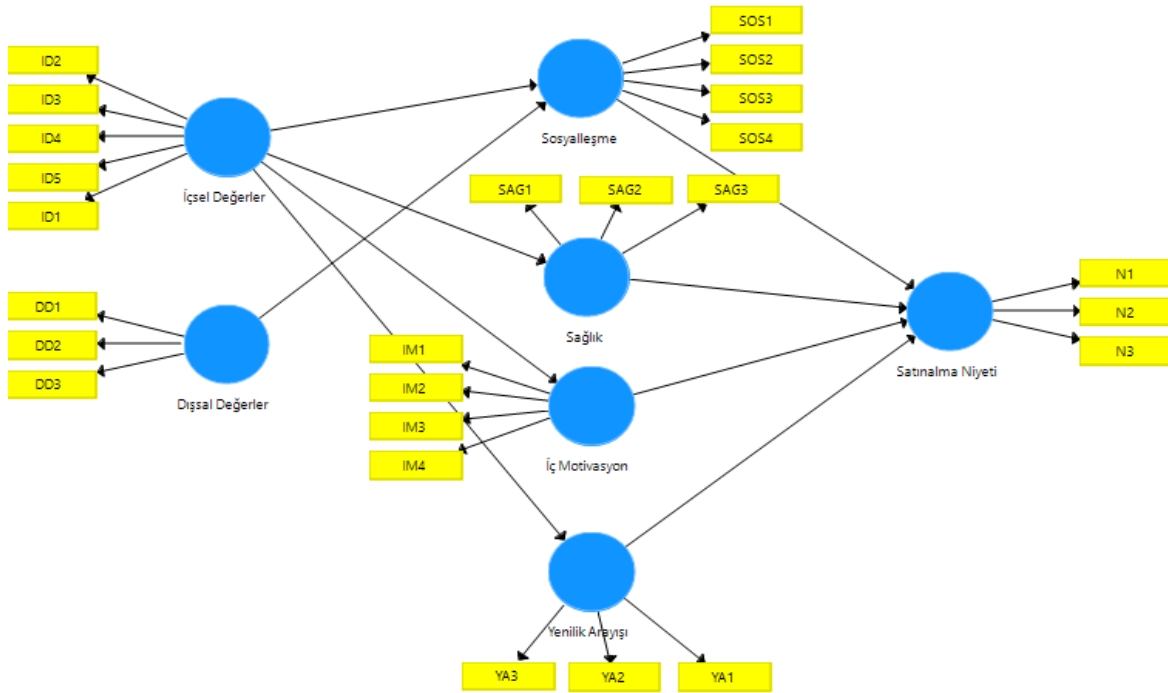 ID2
ID3
ID4
ID5
ID1
İçsel Değerler
DD1
DD2
DD3
Dışsal Değerler
SOS1
SOS2
SOS3
SOS4
Sosyalleşme
SAG1
SAG2
SAG3
Sağlık
IM1
IM2
IM3
IM4
İç Motivasyon
Yenilik Arayışı
YA3
YA2
YA1
N1
N2
N3
Satınalma Niyeti